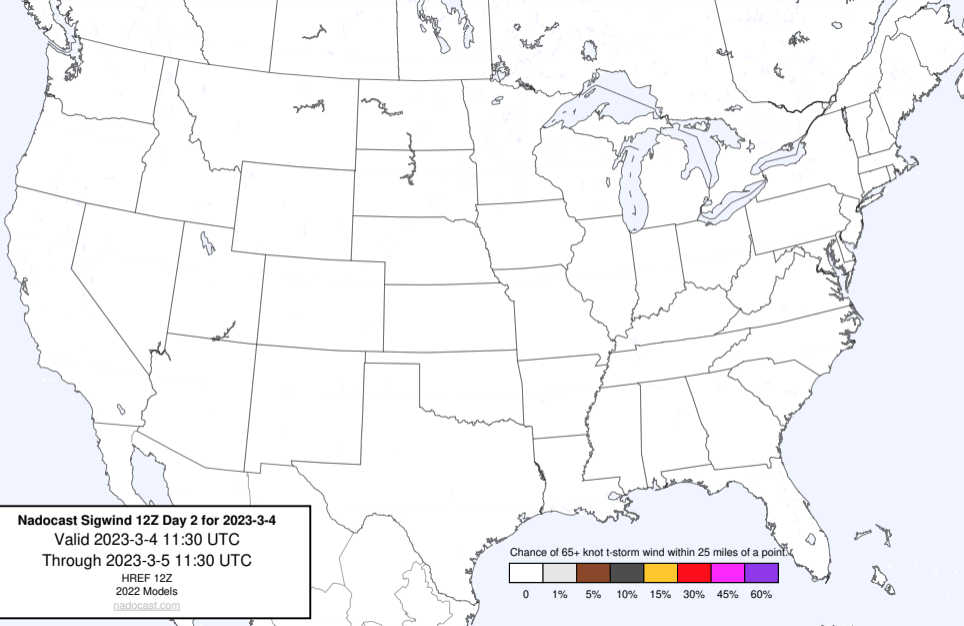 Nadocast Sigwind 12Z Day 2 for 2023-3-4
Valid 2023-3-4 11:30 UTC
Through 2023-3-5 11:30 UTC
HREF 12Z
2022 Models
nadocast.com
Chance of 65+ knot t-storm wind within 25 miles of a point.
0 1% 5% 10% 15% 30% 45% 60%